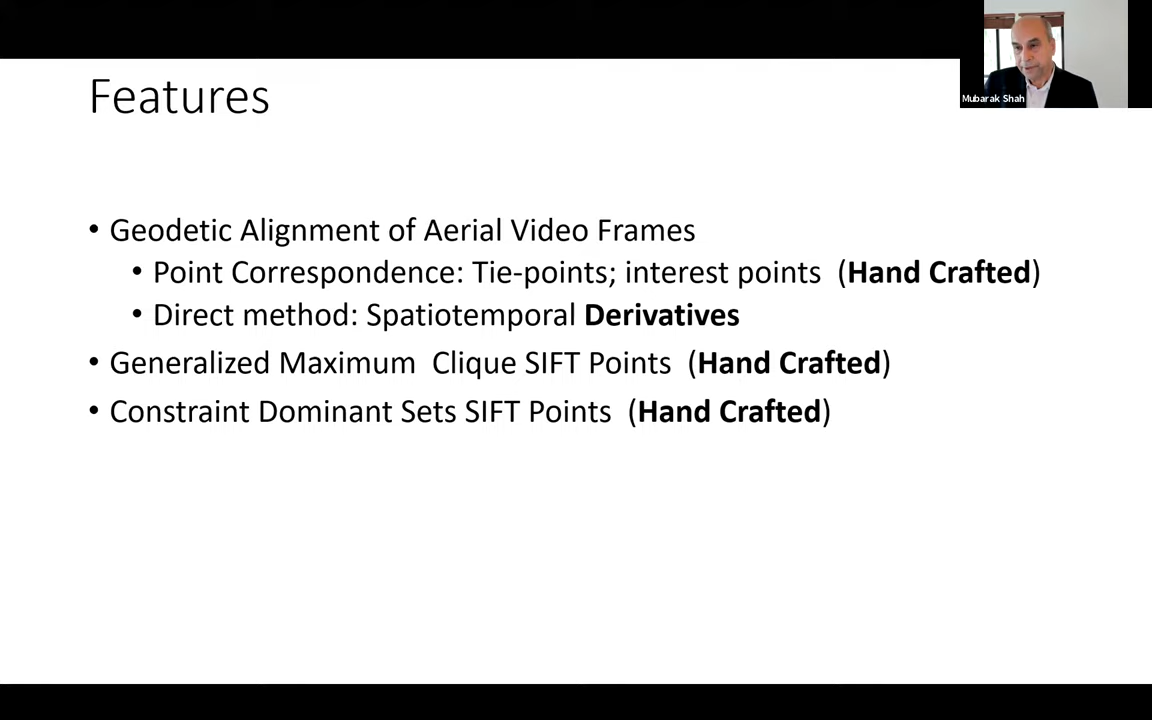 Features
Mubarak Shah
• Geodetic Alignment of Aerial Video Frames
• Point Correspondence: Tie-points; interest points (Hand Crafted)
• Direct method: Spatiotemporal Derivatives
• Generalized Maximum Clique SIFT Points (Hand Crafted)
• Constraint Dominant Sets SIFT Points (Hand Crafted)